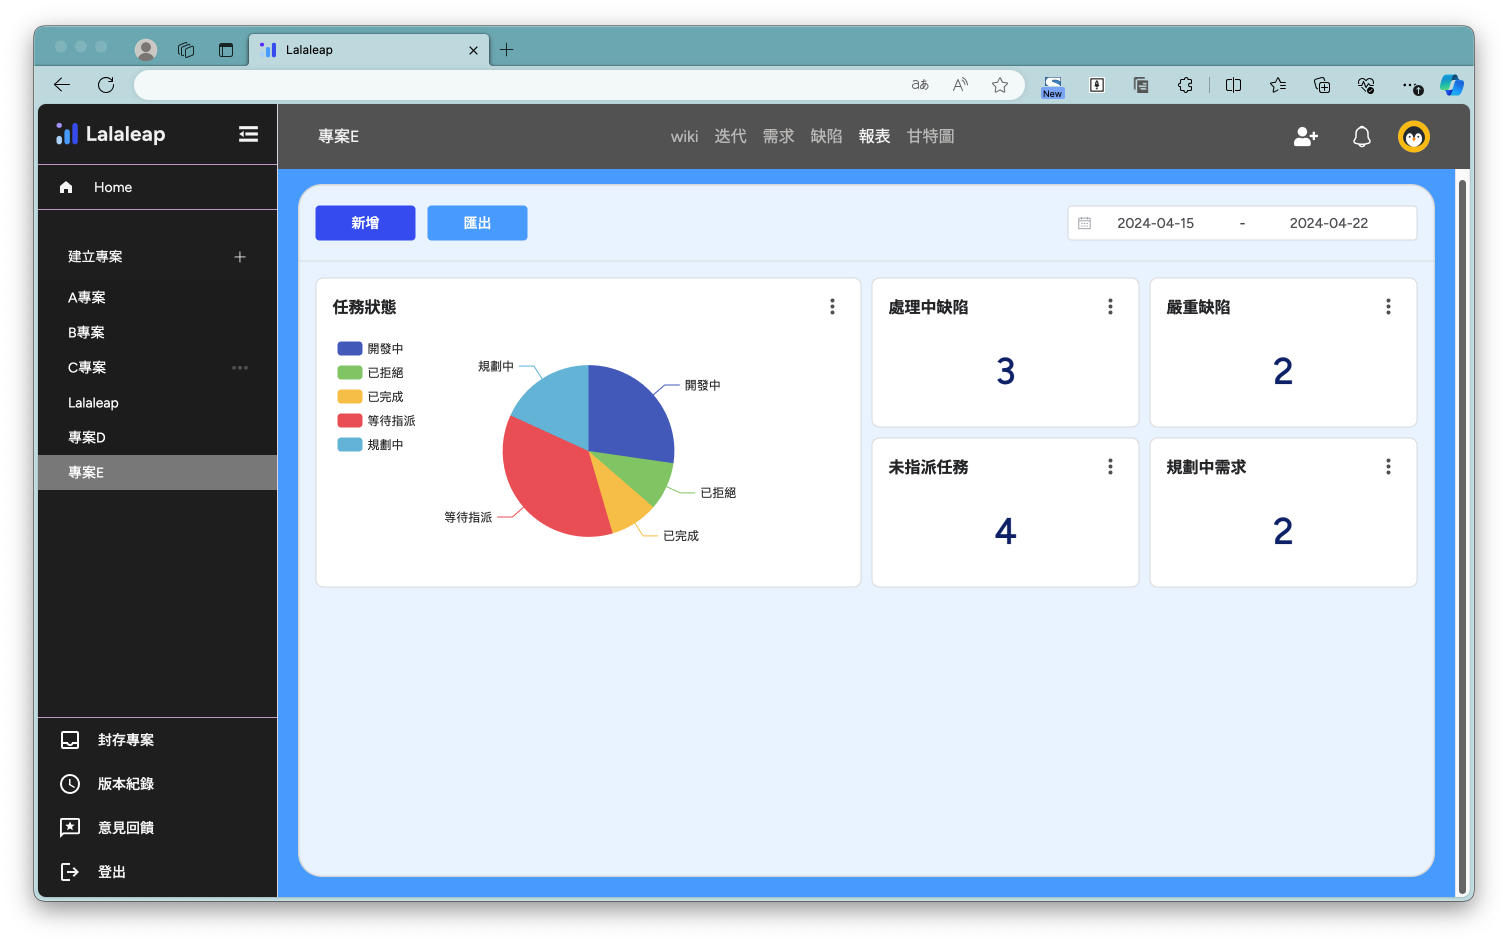 Lalaleap
aあ
New
Lalaleap
專案E
wiki 迭代 需求 缺陷 報表 甘特圖
Home
建立專案
A專案
B專案
C專案
Lalaleap
專案D
專案E
封存專案
版本紀錄
意見回饋
登出
新增 匯出
2024-04-15 - 2024-04-22
任務狀態
開發中
已拒絕
已完成
等待指派
規劃中
規劃中
開發中
已拒絕
等待指派
已完成
處理中缺陷
3
嚴重缺陷
2
未指派任務
4
規劃中需求
2